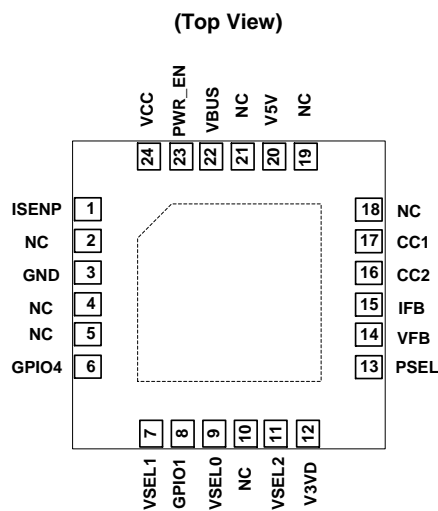 (Top View)
VCC
PWR_EN
VBUS
NC
V5V
NC
24
23
22
21
20
19
ISENP 1
NC 2
GND 3
NC 4
NC 5
GPIO4 6
18 NC
17 CC1
16 CC2
15 IFB
14 VFB
13 PSEL
7
8
9
10
11
12
VSEL1
GPIO1
VSEL0
NC
VSEL2
V3VD